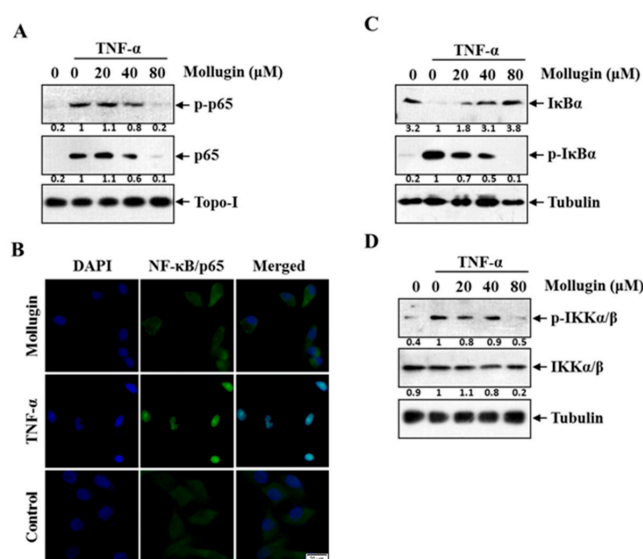 A
TNF-α
0 0 20 40 80 Mollugin (μM)
p-p65
0.2 1 1.1 0.8 0.2
p65
0.2 1 1.1 0.6 0.1
Topo-I
B
DAPI NF-κB/p65 Merged
Mollugin
TNF-α
Control
C
TNF-α
0 0 20 40 80 Mollugin (μM)
IκBα
3.2 1 1.8 3.1 3.8
p-IκBα
0.2 1 0.7 0.5 0.1
Tubulin
D
TNF-α
0 0 20 40 80 Mollugin (μM)
p-IKKα/β
0.4 1 0.8 0.9 0.5
IKKα/β
0.9 1 1.1 0.8 0.2
Tubulin